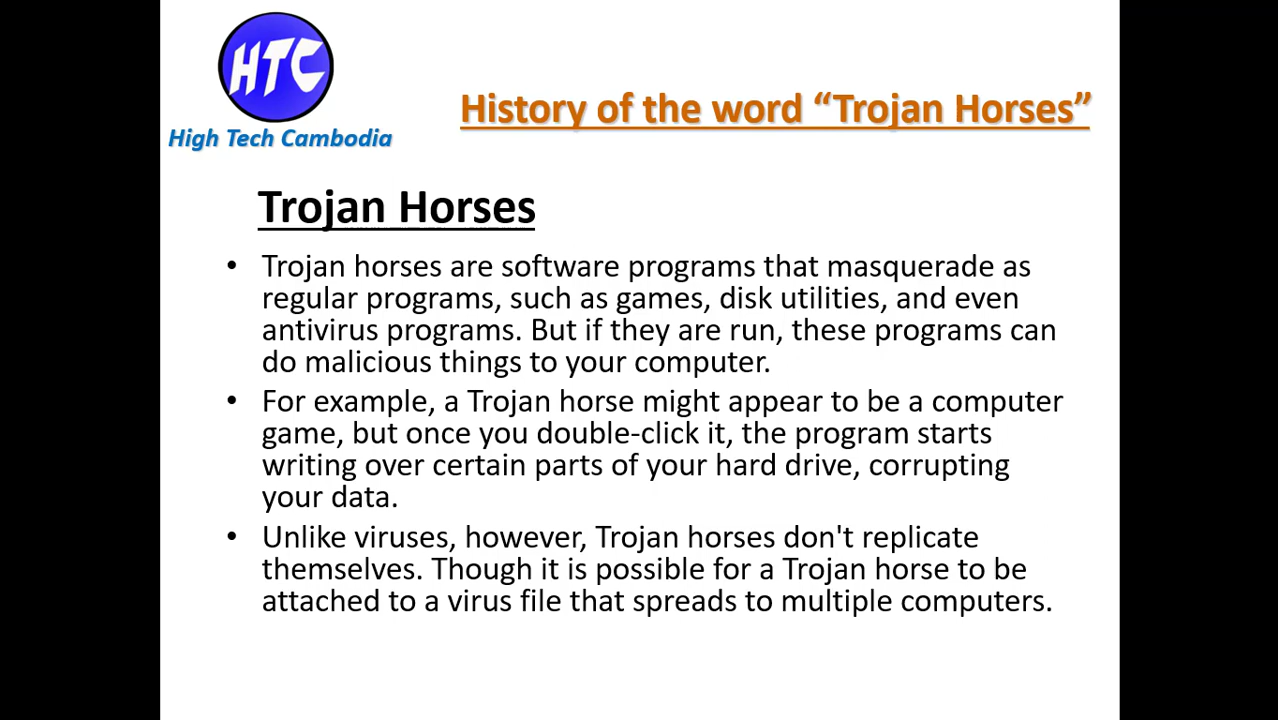 HTC
High Tech Cambodia
History of the word “Trojan Horses”
Trojan Horses
• Trojan horses are software programs that masquerade as
regular programs, such as games, disk utilities, and even
antivirus programs. But if they are run, these programs can
do malicious things to your computer.
• For example, a Trojan horse might appear to be a computer
game, but once you double-click it, the program starts
writing over certain parts of your hard drive, corrupting
your data.
• Unlike viruses, however, Trojan horses don't replicate
themselves. Though it is possible for a Trojan horse to be
attached to a virus file that spreads to multiple computers.